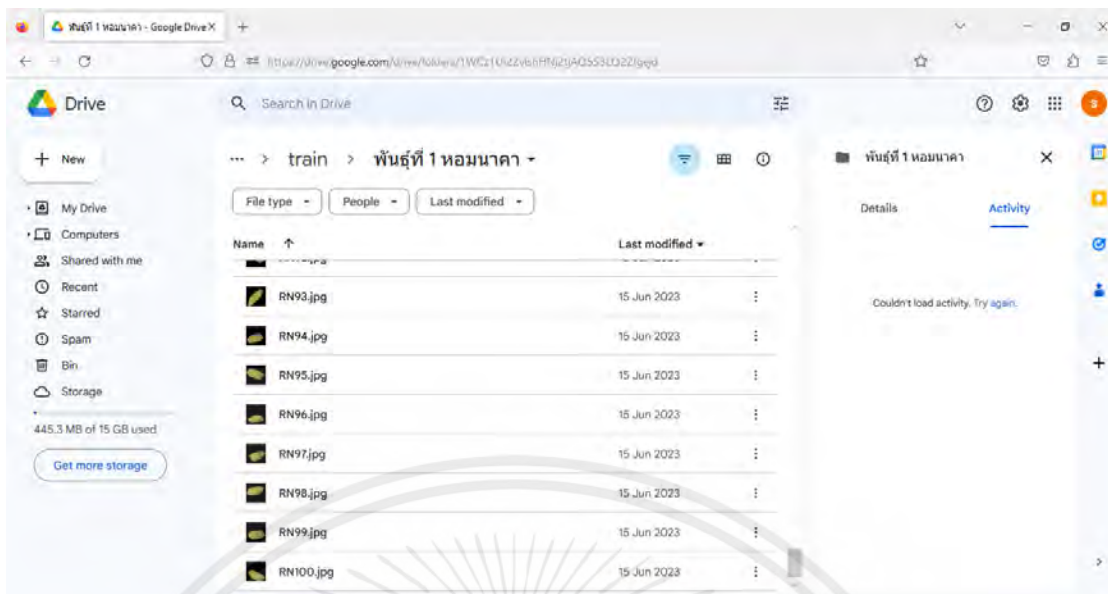 พันธุ์ที่ 1 หอมนาคา - Google Drive
Drive
Search in Drive
S
New
train > พันธุ์ที่ 1 หอมนาคา
พันธุ์ที่ 1 หอมนาคา
File type
People
Last modified
My Drive
Computers
Shared with me
Recent
Starred
Spam
Bin
Storage
445.3 MB of 15 GB used
Get more storage
Name
Last modified
RN93.jpg 15 Jun 2023
RN94.jpg 15 Jun 2023
RN95.jpg 15 Jun 2023
RN96.jpg 15 Jun 2023
RN97.jpg 15 Jun 2023
RN98.jpg 15 Jun 2023
RN99.jpg 15 Jun 2023
RN100.jpg 15 Jun 2023
Details
Activity
Couldn't load activity. Try again.